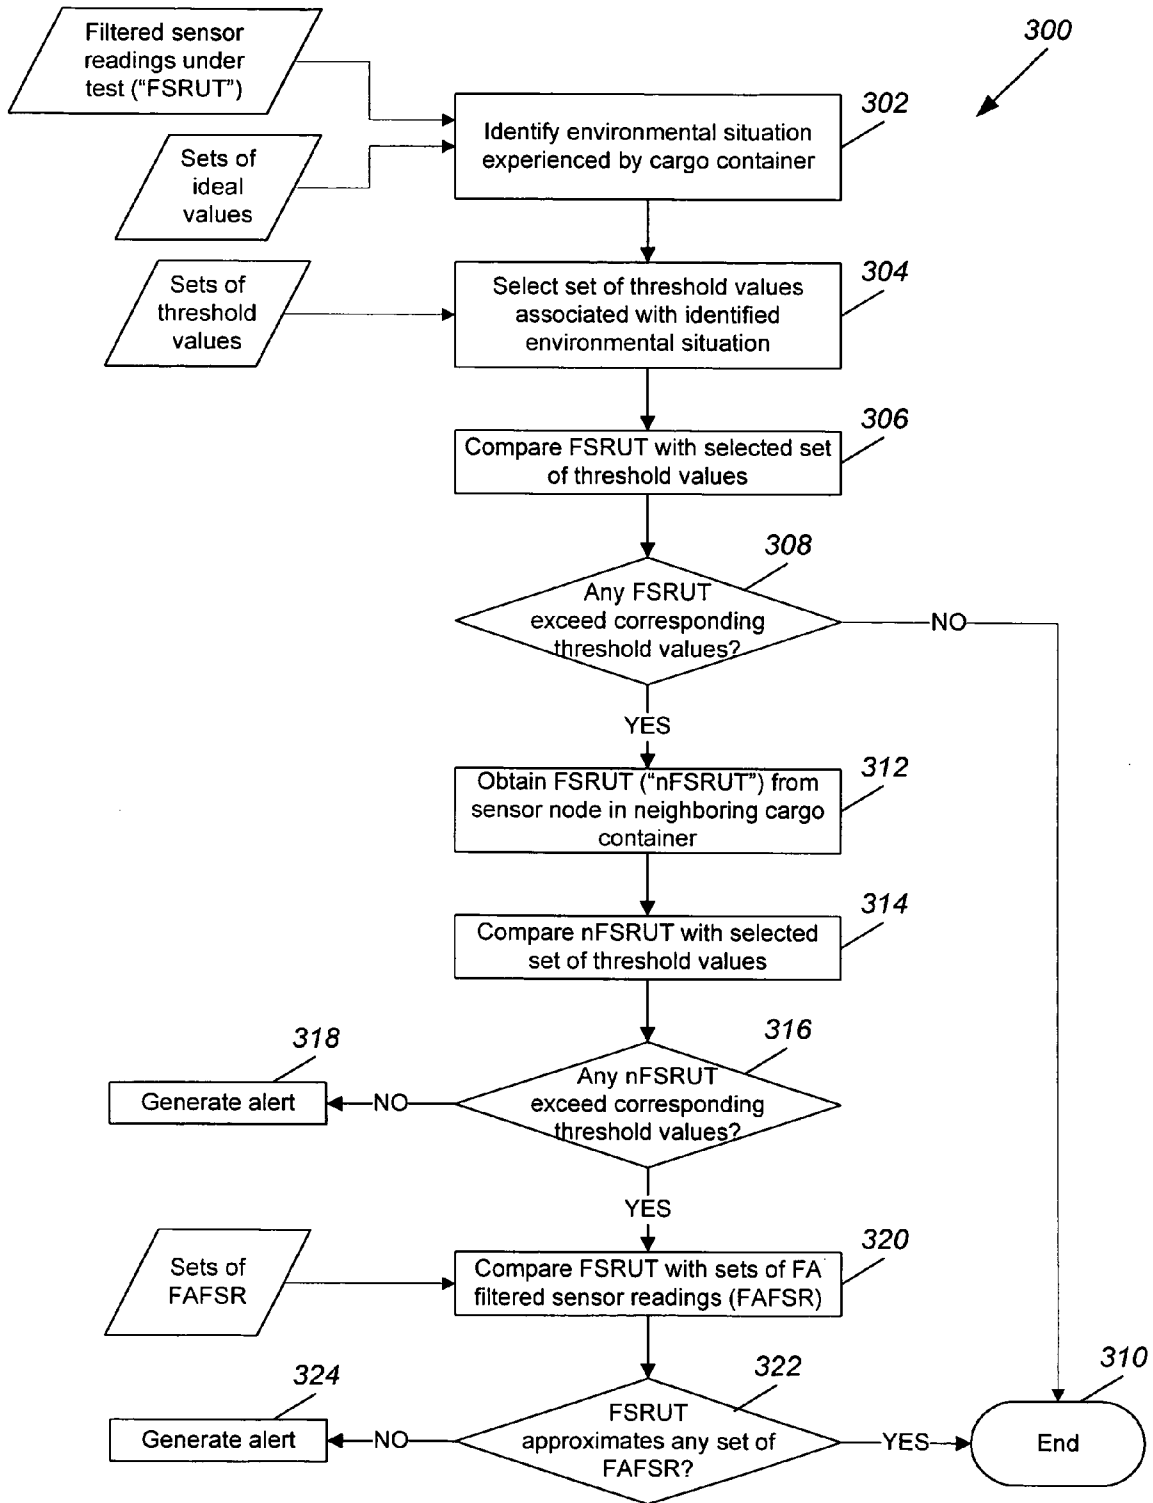 Filtered sensor
readings under
test ("FSRUT")
300
302
Identify environmental situation
experienced by cargo container
Sets of
ideal
values
304
Sets of
threshold
values
Select set of threshold values
associated with identified
environmental situation
306
Compare FSRUT with selected set
of threshold values
308
Any FSRUT
exceed corresponding
threshold values?
NO
YES
312
Obtain FSRUT ("nFSRUT") from
sensor node in neighboring cargo
container
314
Compare nFSRUT with selected
set of threshold values
316
318
Any nFSRUT
exceed corresponding
threshold values?
NO
Generate alert
YES
320
Sets of
FAFSR
Compare FSRUT with sets of FA
filtered sensor readings (FAFSR)
322
324
310
FSRUT
approximates any set of
FAFSR?
NO
Generate alert
YES
End